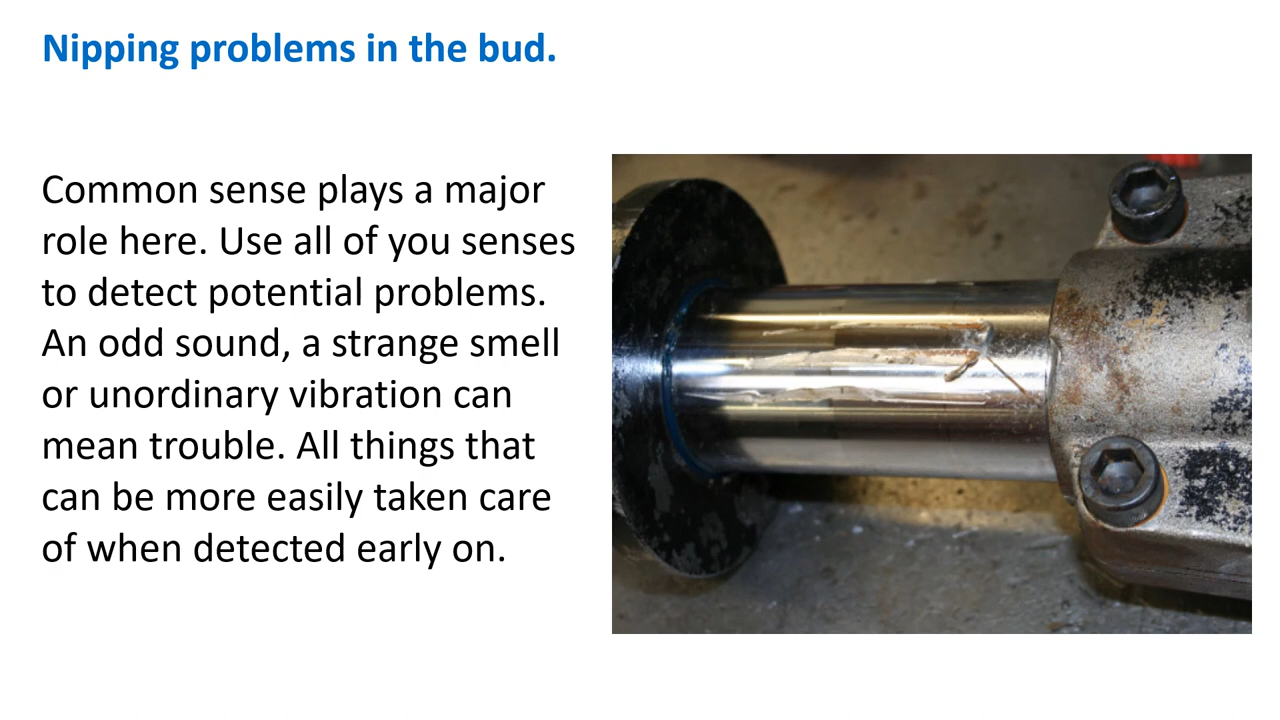 Nipping problems in the bud.
Common sense plays a major
role here. Use all of you senses
to detect potential problems.
An odd sound, a strange smell
or unordinary vibration can
mean trouble. All things that
can be more easily taken care
of when detected early on.